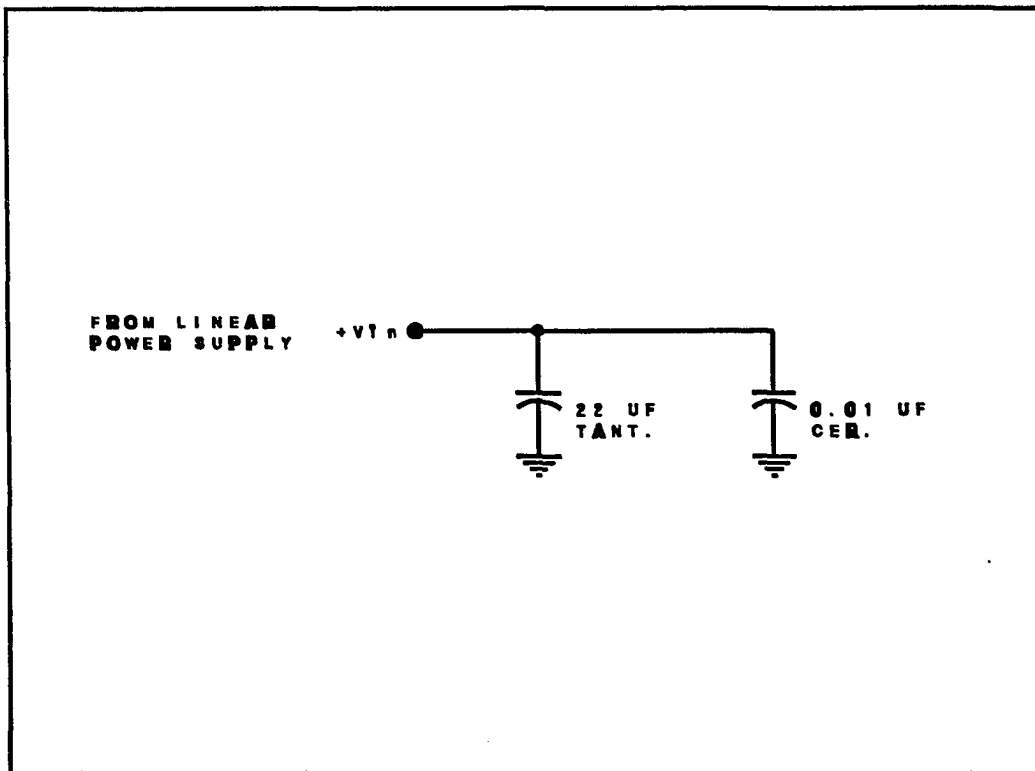 FROM LINEAR
POWER SUPPLY
+VIn
22 UF
TANT.
0.01 UF
CER.